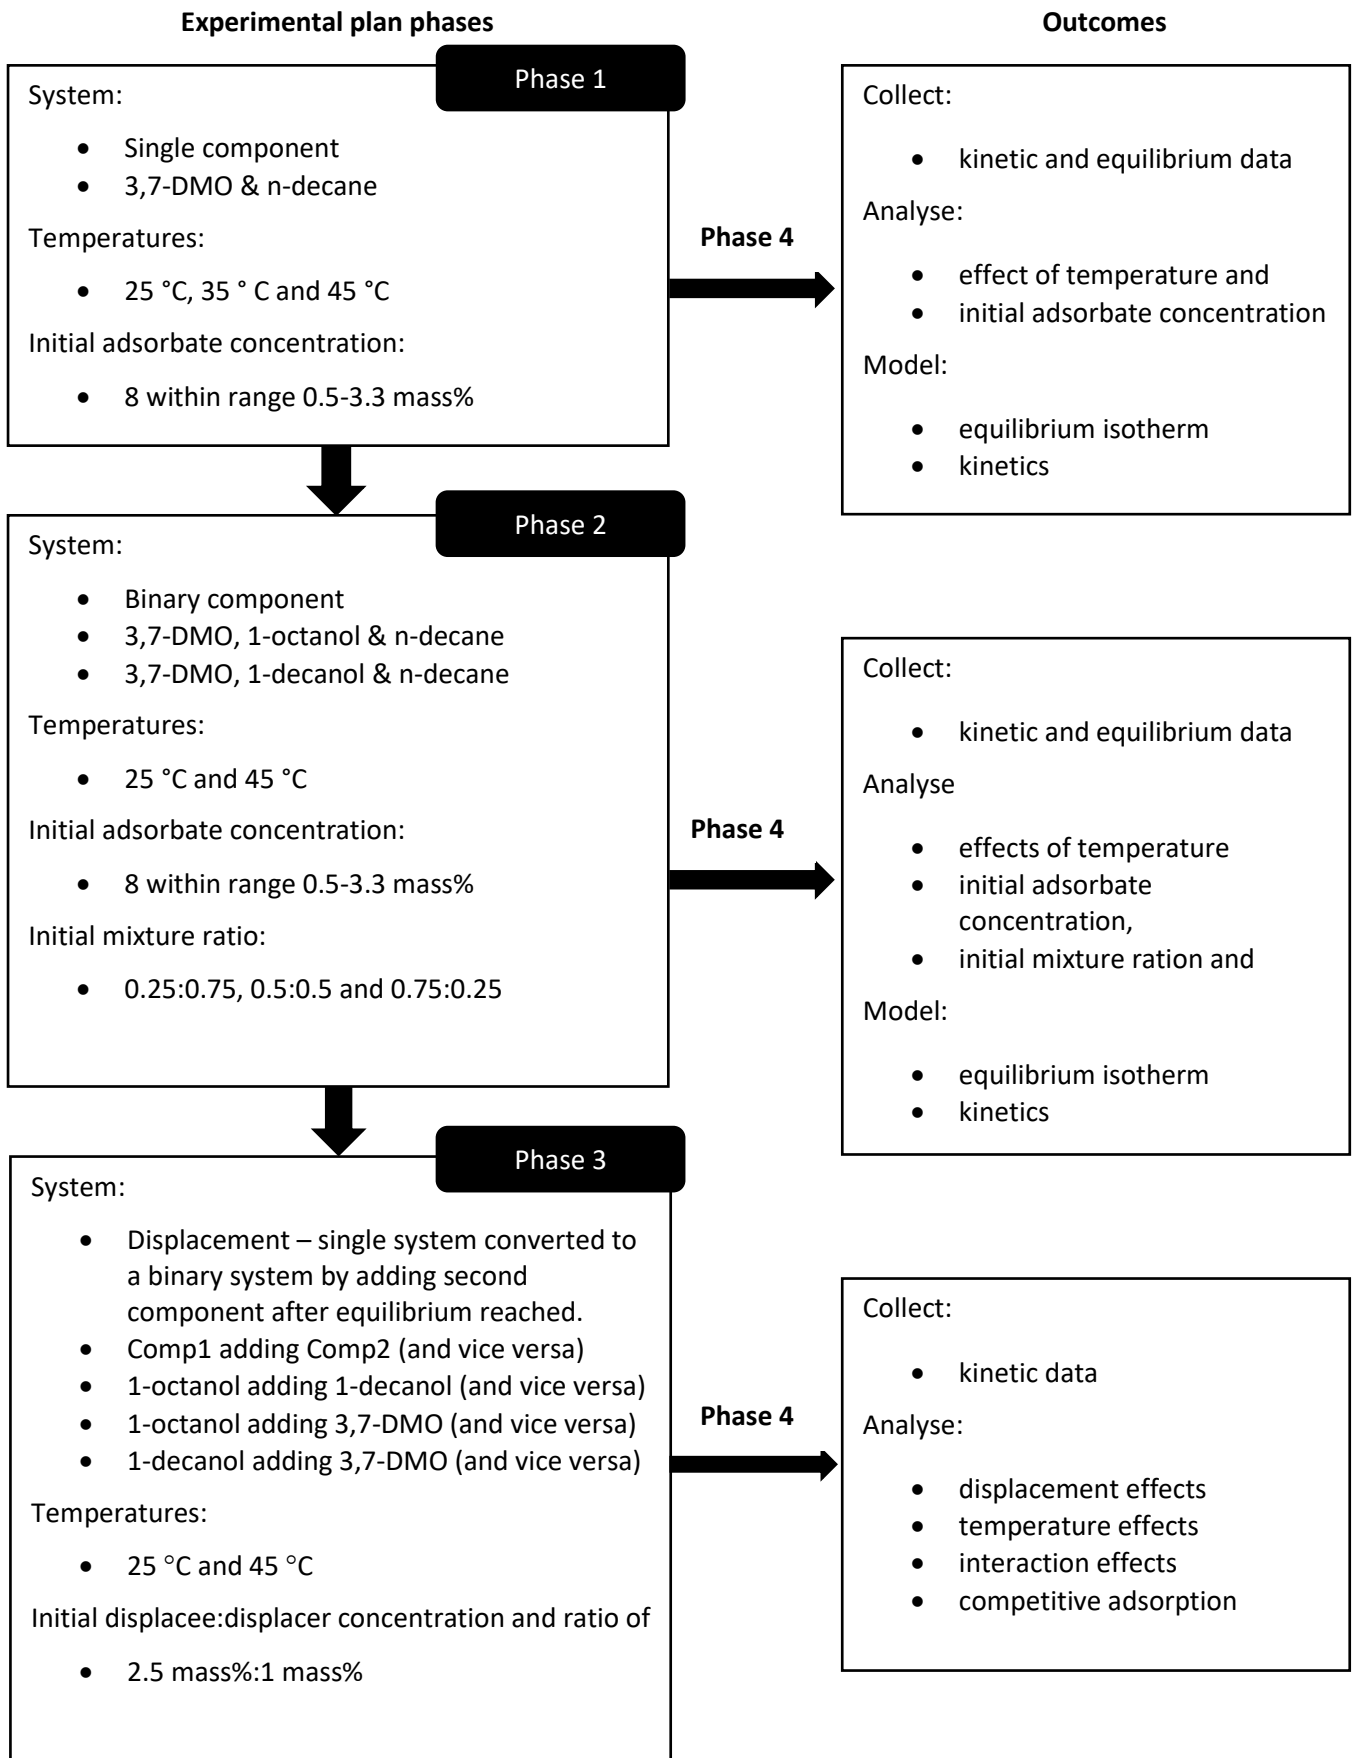 Experimental plan phases
Outcomes
Phase 1
System:
• Single component
• 3,7-DMO & n-decane
Temperatures:
• 25 °C, 35 ° C and 45 °C
Initial adsorbate concentration:
• 8 within range 0.5-3.3 mass%
Phase 4
Collect:
• kinetic and equilibrium data
Analyse:
• effect of temperature and
• initial adsorbate concentration
Model:
• equilibrium isotherm
• kinetics
Phase 2
System:
• Binary component
• 3,7-DMO, 1-octanol & n-decane
• 3,7-DMO, 1-decanol & n-decane
Temperatures:
• 25 °C and 45 °C
Initial adsorbate concentration:
• 8 within range 0.5-3.3 mass%
Initial mixture ratio:
• 0.25:0.75, 0.5:0.5 and 0.75:0.25
Phase 4
Collect:
• kinetic and equilibrium data
Analyse
• effects of temperature
• initial adsorbate
concentration,
• initial mixture ration and
Model:
• equilibrium isotherm
• kinetics
Phase 3
System:
• Displacement – single system converted to
a binary system by adding second
component after equilibrium reached.
• Comp1 adding Comp2 (and vice versa)
• 1-octanol adding 1-decanol (and vice versa)
• 1-octanol adding 3,7-DMO (and vice versa)
• 1-decanol adding 3,7-DMO (and vice versa)
Temperatures:
• 25 °C and 45 °C
Initial displacee:displacer concentration and ratio of
• 2.5 mass%:1 mass%
Phase 4
Collect:
• kinetic data
Analyse:
• displacement effects
• temperature effects
• interaction effects
• competitive adsorption